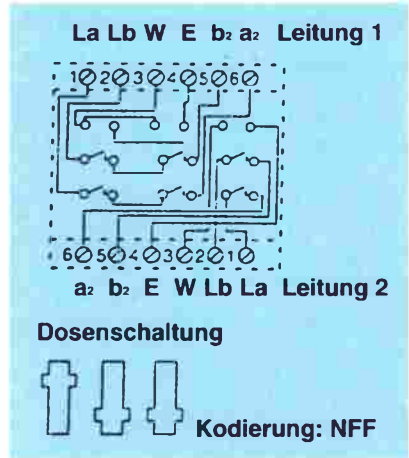 La Lb W E b₂ a₂ Leitung 1
1 2 3 4 5 6
6 5 4 3 2 1
a₂ b₂ E W Lb La Leitung 2
Dosenschaltung
Kodierung: NFF